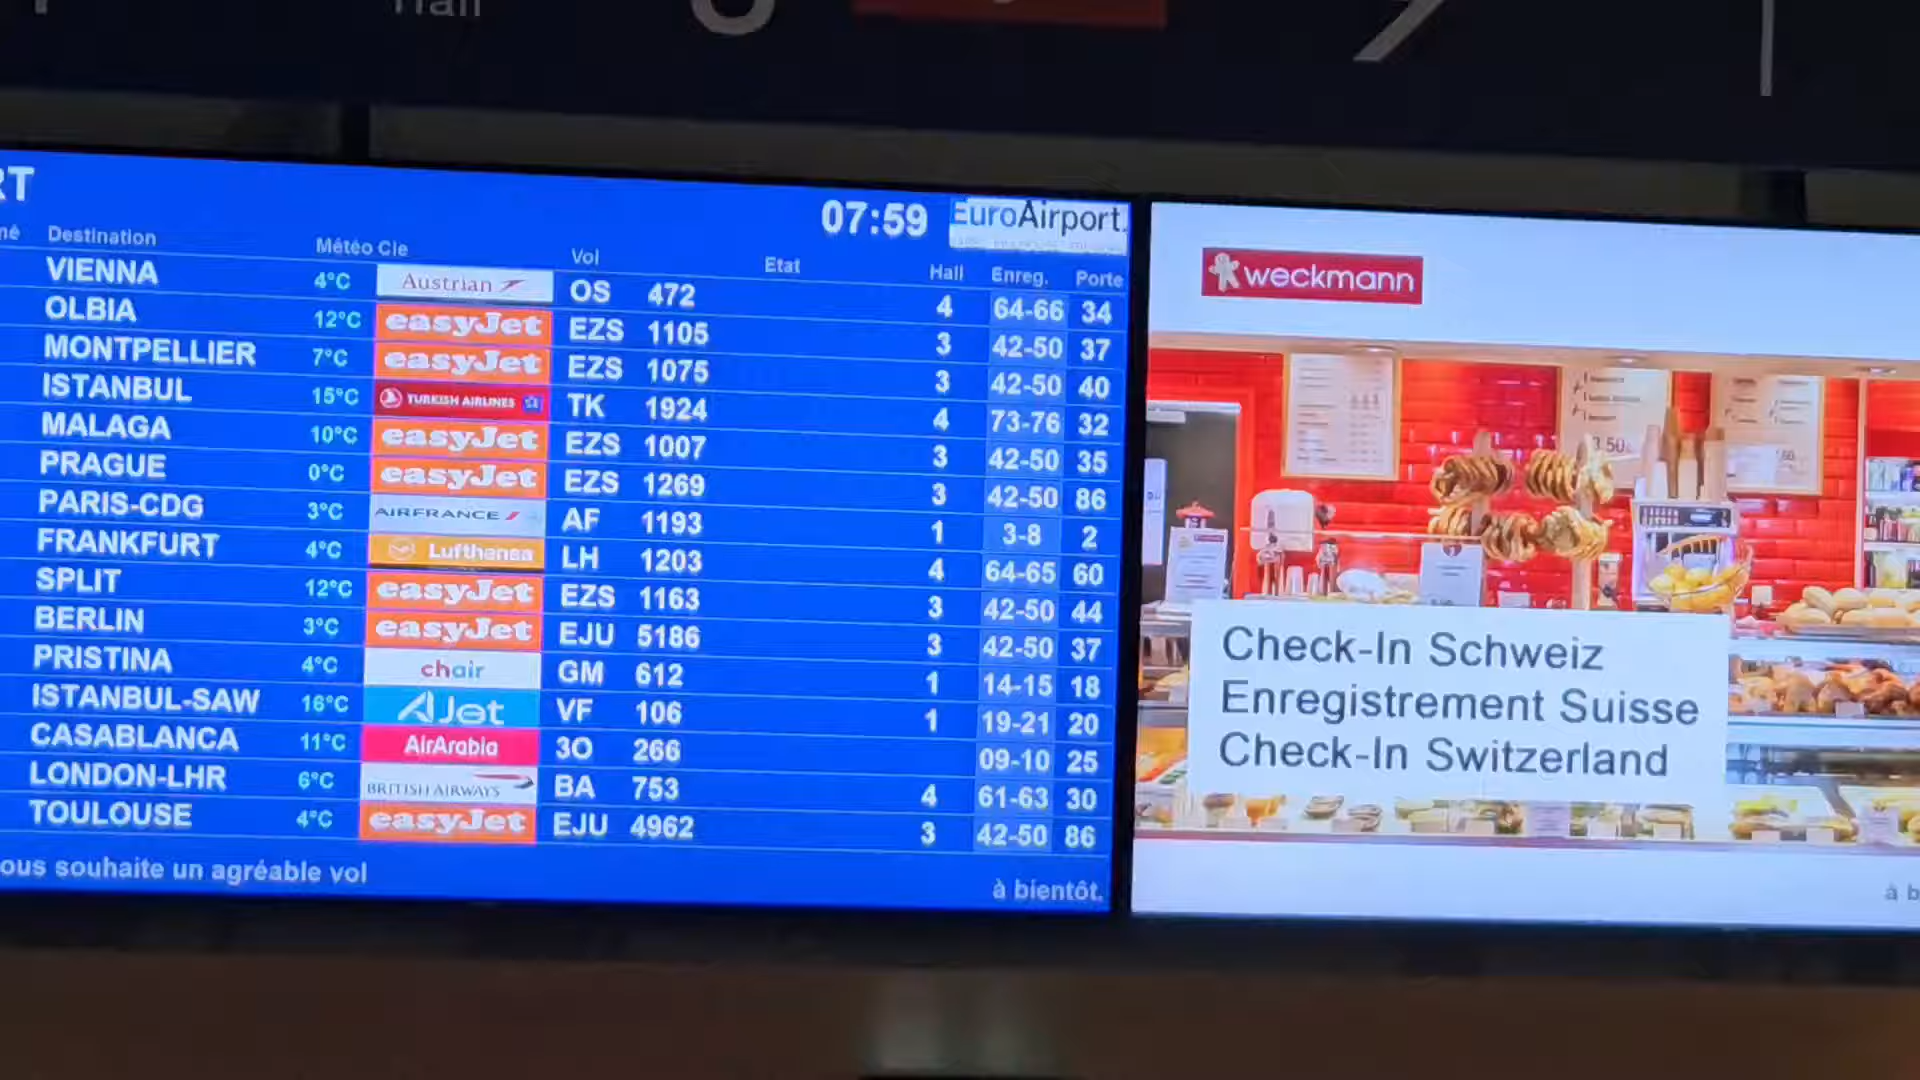 Hall
RT
07:59
EuroAirport.
Destination Météo Cie Vol Etat Hall Enreg. Porte
VIENNA 4°C Austrian OS 472 4 64-66 34
OLBIA 12°C easyJet EZS 1105 3 42-50 37
MONTPELLIER 7°C easyJet EZS 1075 3 42-50 40
ISTANBUL 15°C TURKISH AIRLINES TK 1924 4 73-76 32
MALAGA 10°C easyJet EZS 1007 3 42-50 35
PRAGUE 0°C easyJet EZS 1269 3 42-50 86
PARIS-CDG 3°C AIRFRANCE AF 1193 1 3-8 2
FRANKFURT 4°C Lufthansa LH 1203 4 64-65 60
SPLIT 12°C easyJet EZS 1163 3 42-50 44
BERLIN 3°C easyJet EJU 5186 3 42-50 37
PRISTINA 4°C chair GM 612 1 14-15 18
ISTANBUL-SAW 16°C AJet VF 106 1 19-21 20
CASABLANCA 11°C AirArabia 3O 266 09-10 25
LONDON-LHR 6°C BRITISH AIRWAYS BA 753 4 61-63 30
TOULOUSE 4°C easyJet EJU 4962 3 42-50 86
ous souhaite un agréable vol
à bientôt.
weckmann
3.50
Check-In Schweiz
Enregistrement Suisse
Check-In Switzerland
à b